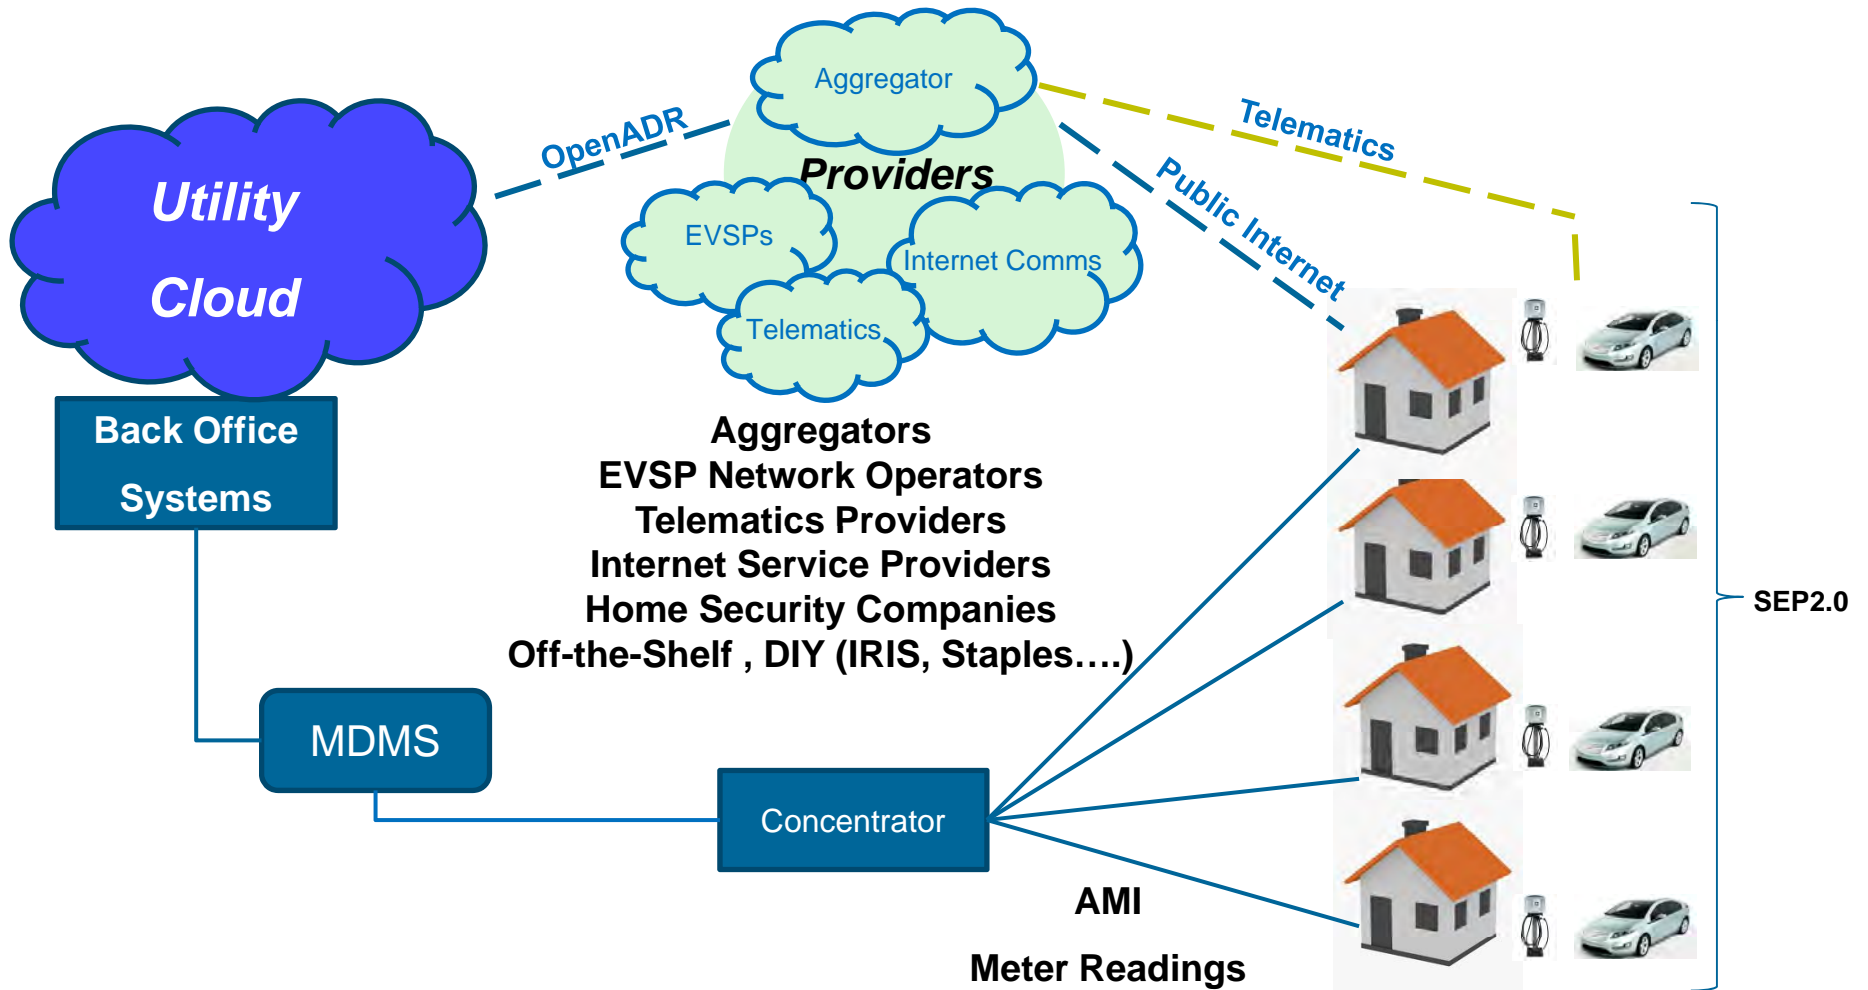 Aggregator
OpenADR
Telematics
Providers
Public Internet
Utility
Cloud
EVSPs
Internet Comms
Telematics
Back Office
Systems
Aggregators
EVSP Network Operators
Telematics Providers
Internet Service Providers
Home Security Companies
Off-the-Shelf , DIY (IRIS, Staples….)
SEP2.0
MDMS
Concentrator
AMI
Meter Readings